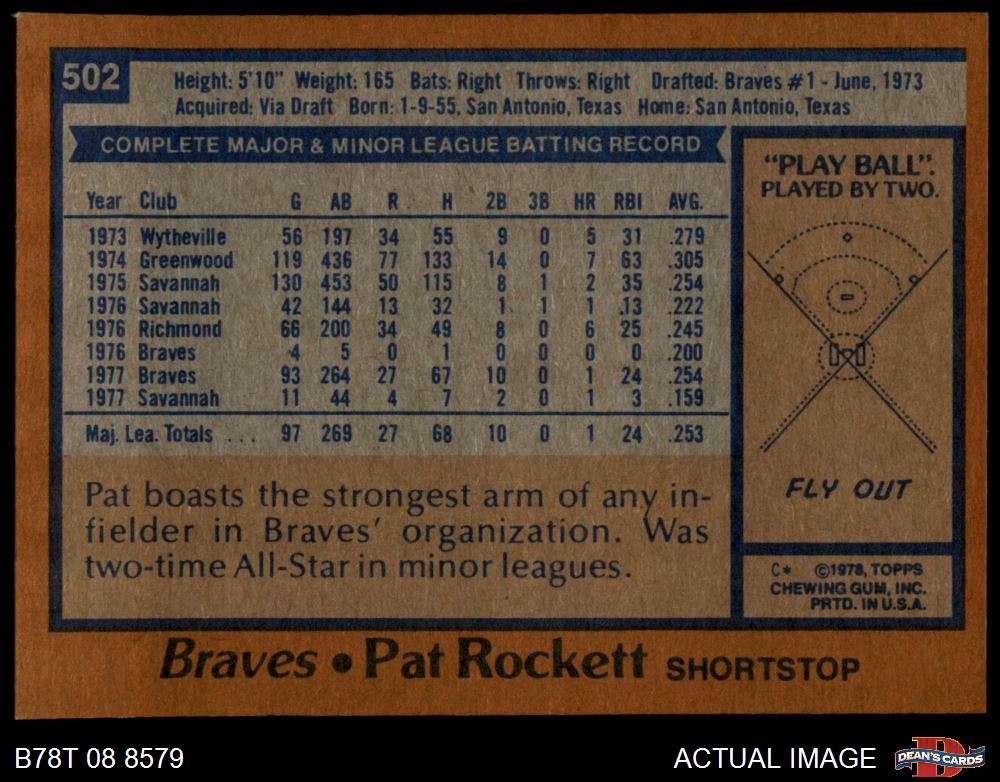 502
Height: 5'10" Weight: 165 Bats: Right Throws: Right Drafted: Braves #1 - June, 1973
Acquired: Via Draft Born: 1-9-55, San Antonio, Texas Home: San Antonio, Texas
COMPLETE MAJOR & MINOR LEAGUE BATTING RECORD
Year Club G AB R H 2B 3B HR RBI AVG.
1973 Wytheville 56 197 34 55 9 0 5 31 .279
1974 Greenwood 119 436 77 133 14 0 7 63 .305
1975 Savannah 130 453 50 115 8 1 2 35 .254
1976 Savannah 42 144 13 32 1 1 1 13 .222
1976 Richmond 66 200 34 49 8 0 6 25 .245
1976 Braves 4 5 0 1 0 0 0 0 .200
1977 Braves 93 264 27 67 10 0 1 24 .254
1977 Savannah 11 44 4 7 2 0 1 3 .159
Maj. Lea. Totals ... 97 269 27 68 10 0 1 24 .253
Pat boasts the strongest arm of any in-
fielder in Braves' organization. Was
two-time All-Star in minor leagues.
"PLAY BALL".
PLAYED BY TWO.
FLY OUT
C* ©1978, TOPPS
CHEWING GUM, INC.
PRTD. IN U.S.A.
Braves • Pat Rockett SHORTSTOP
B78T 08 8579
ACTUAL IMAGE
D
DEAN'S CARDS